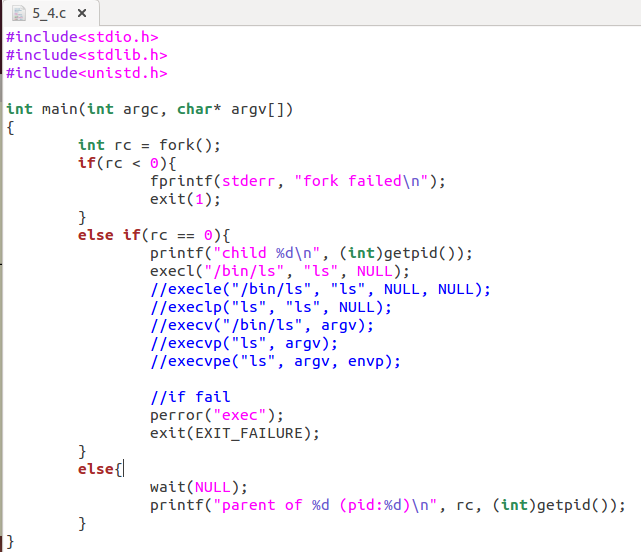 5_4.c ×
#include<stdio.h>
#include<stdlib.h>
#include<unistd.h>
int main(int argc, char* argv[])
{
int rc = fork();
if(rc < 0){
fprintf(stderr, "fork failed\n");
exit(1);
}
else if(rc == 0){
printf("child %d\n", (int)getpid());
execl("/bin/ls", "ls", NULL);
//execle("/bin/ls", "ls", NULL, NULL);
//execlp("ls", "ls", NULL);
//execv("/bin/ls", argv);
//execvp("ls", argv);
//execvpe("ls", argv, envp);
//if fail
perror("exec");
exit(EXIT_FAILURE);
}
else{
wait(NULL);
printf("parent of %d (pid:%d)\n", rc, (int)getpid());
}
}